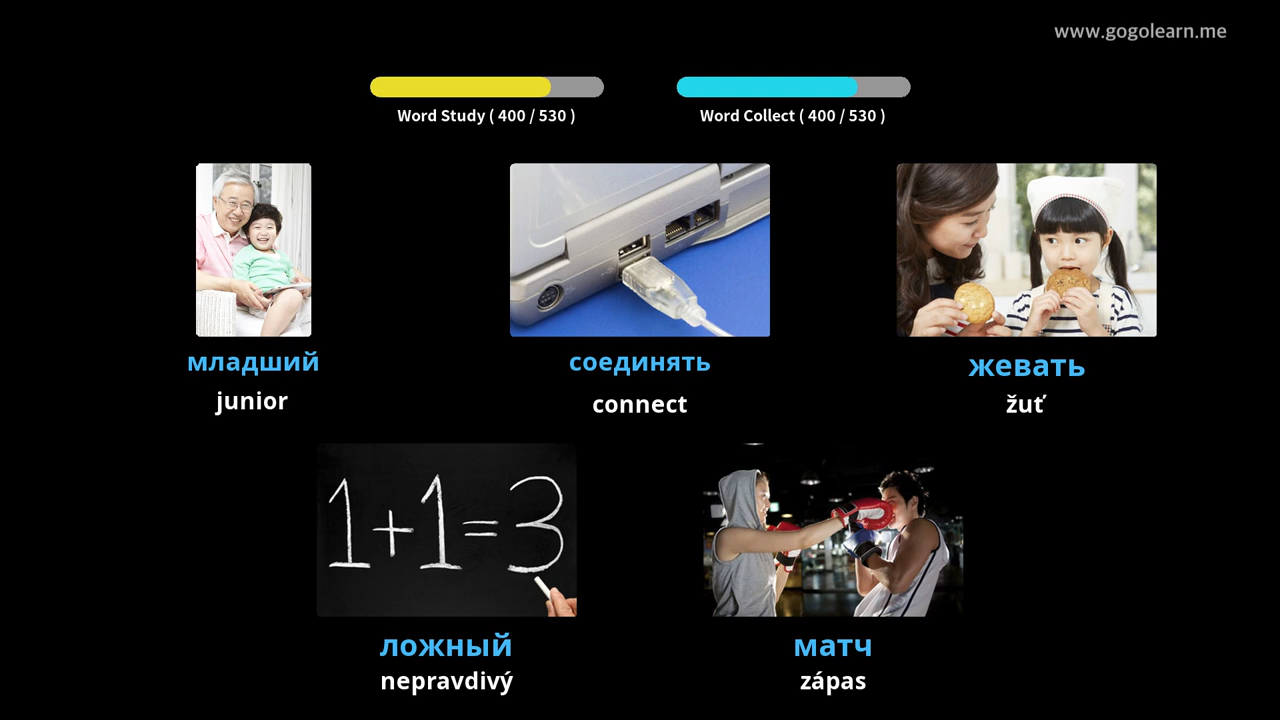 www.gogolearn.me
Word Study ( 400 / 530 )
Word Collect ( 400 / 530 )
младший
junior
соединять
connect
жевать
žuť
1+1=3
ложный
nepravdivý
матч
zápas